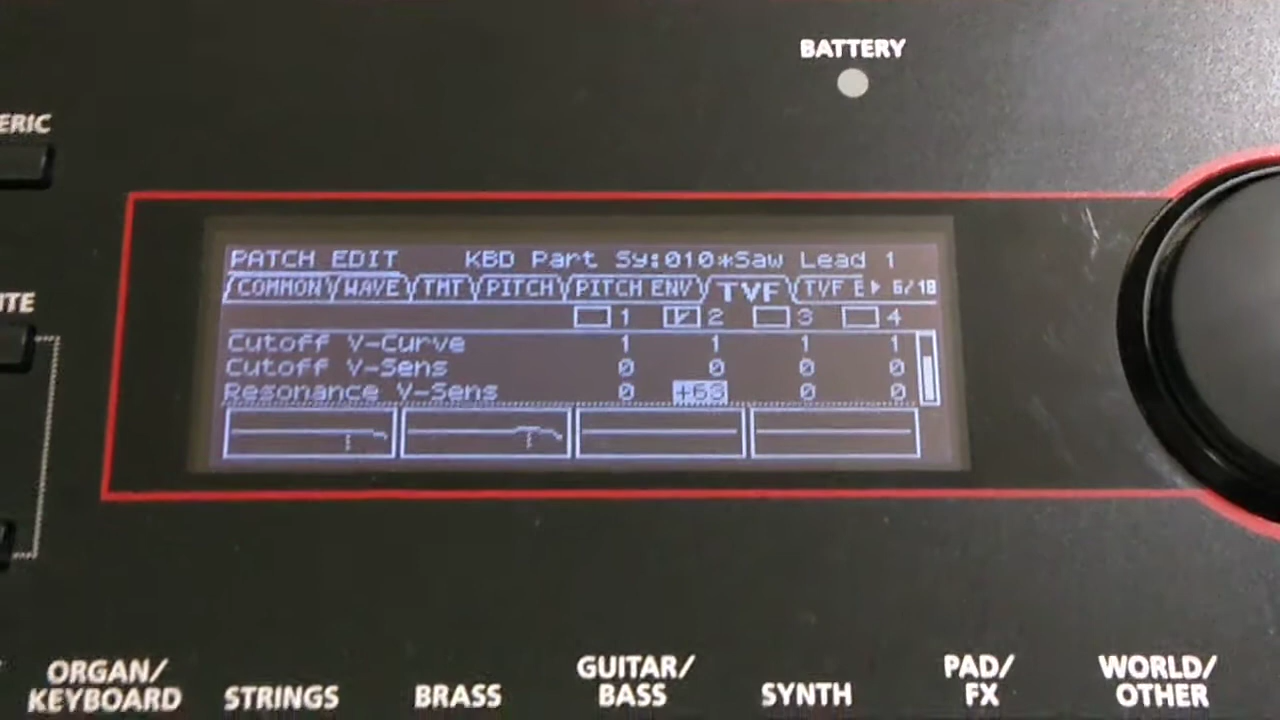 BATTERY
ERIC
ITE
PATCH EDIT KBD Part Sy:010*Saw Lead 1
COMMON WAVE TMT PITCH PITCH ENV TVF TVF E 6/18
1 2 3 4
Cutoff V-Curve 1 1 1 1
Cutoff V-Sens 0 0 0 0
Resonance V-Sens 0 +63 0 0
ORGAN/
KEYBOARD
STRINGS
BRASS
GUITAR/
BASS
SYNTH
PAD/
FX
WORLD/
OTHER